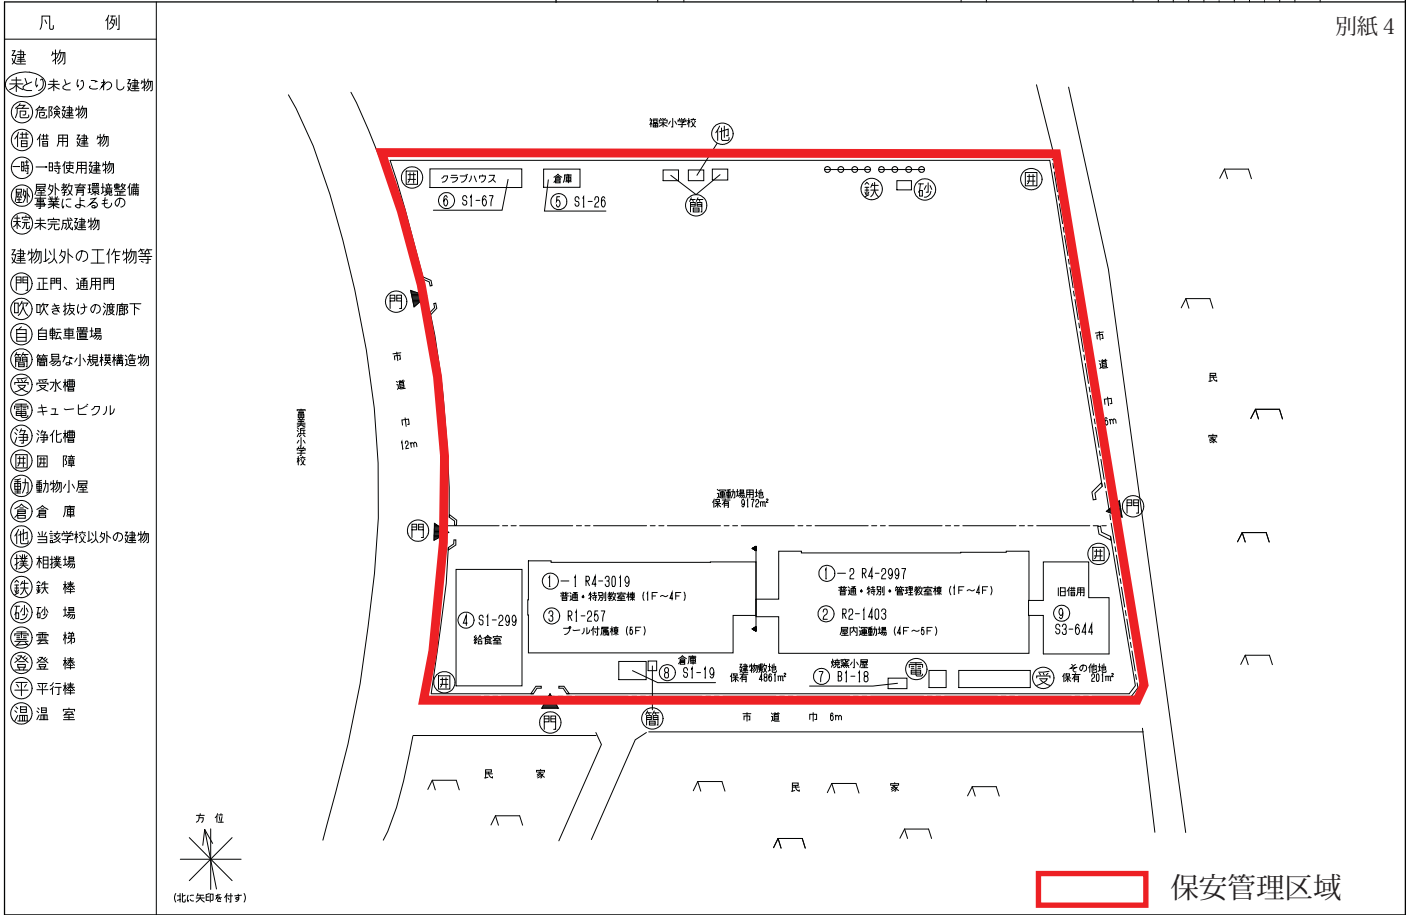 別紙 4
凡　例
建　物
未とり 未とりこわし建物
危 危険建物
借 借 用 建 物
一時 一時使用建物
屋外教育環境整備
事業によるもの
未完成建物
建物以外の工作物等
門 正門、通用門
吹 吹き抜けの渡廊下
自 自転車置場
簡 簡易な小規模構造物
受 受水槽
電 キュービクル
浄 浄化槽
囲 囲　障
動 動物小屋
倉 倉　庫
他 当該学校以外の建物
撲 相撲場
鉄 鉄　棒
砂 砂　場
雲 雲　梯
登 登　棒
平 平行棒
温 温　室
方　位
(北に矢印を付す)
福栄小学校
他
囲
クラブハウス
⑥ S1-67
倉庫
⑤ S1-26
簡
鉄
砂
囲
門
市
道
巾
12m
富美浜小学校
市
道
巾
6m
民
家
運動場用地
保有　9172m²
門
門
囲
①−1 R4-3019
普通・特別教室棟（1F～4F）
③ R1-257
プール付属棟（6F）
①−2 R4-2997
普通・特別・管理教室棟（1F～4F）
② R2-1403
屋内運動場（4F～6F）
旧借用
⑨
S3-644
④ S1-299
給食室
囲
倉庫
⑧ S1-19
建物敷地
保有　4861m²
焼窯小屋
⑦ B1-18
電
受
その他地
保有　201m²
門
簡
市　道　巾　6m
民　家
民　家
保安管理区域